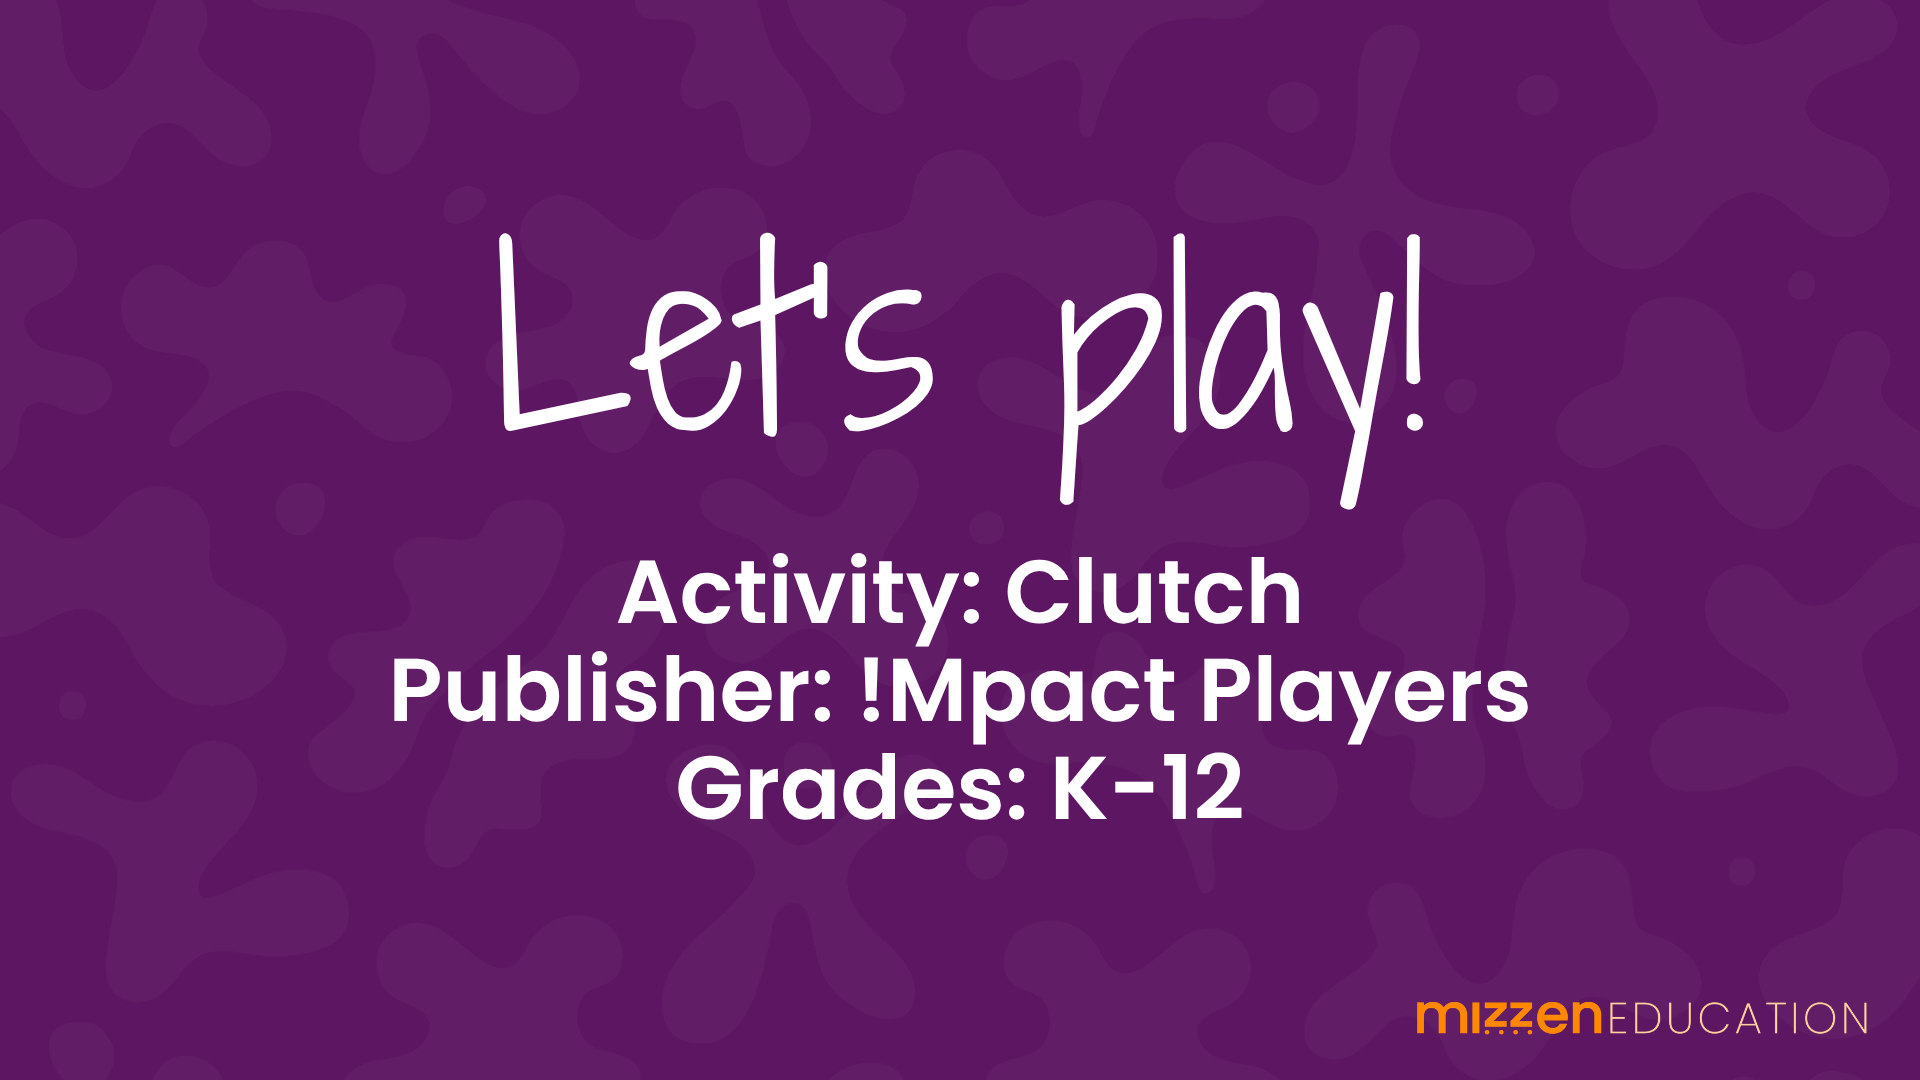 Let's play!
Activity: Clutch
Publisher: !Mpact Players
Grades: K-12
mizzenEDUCATION